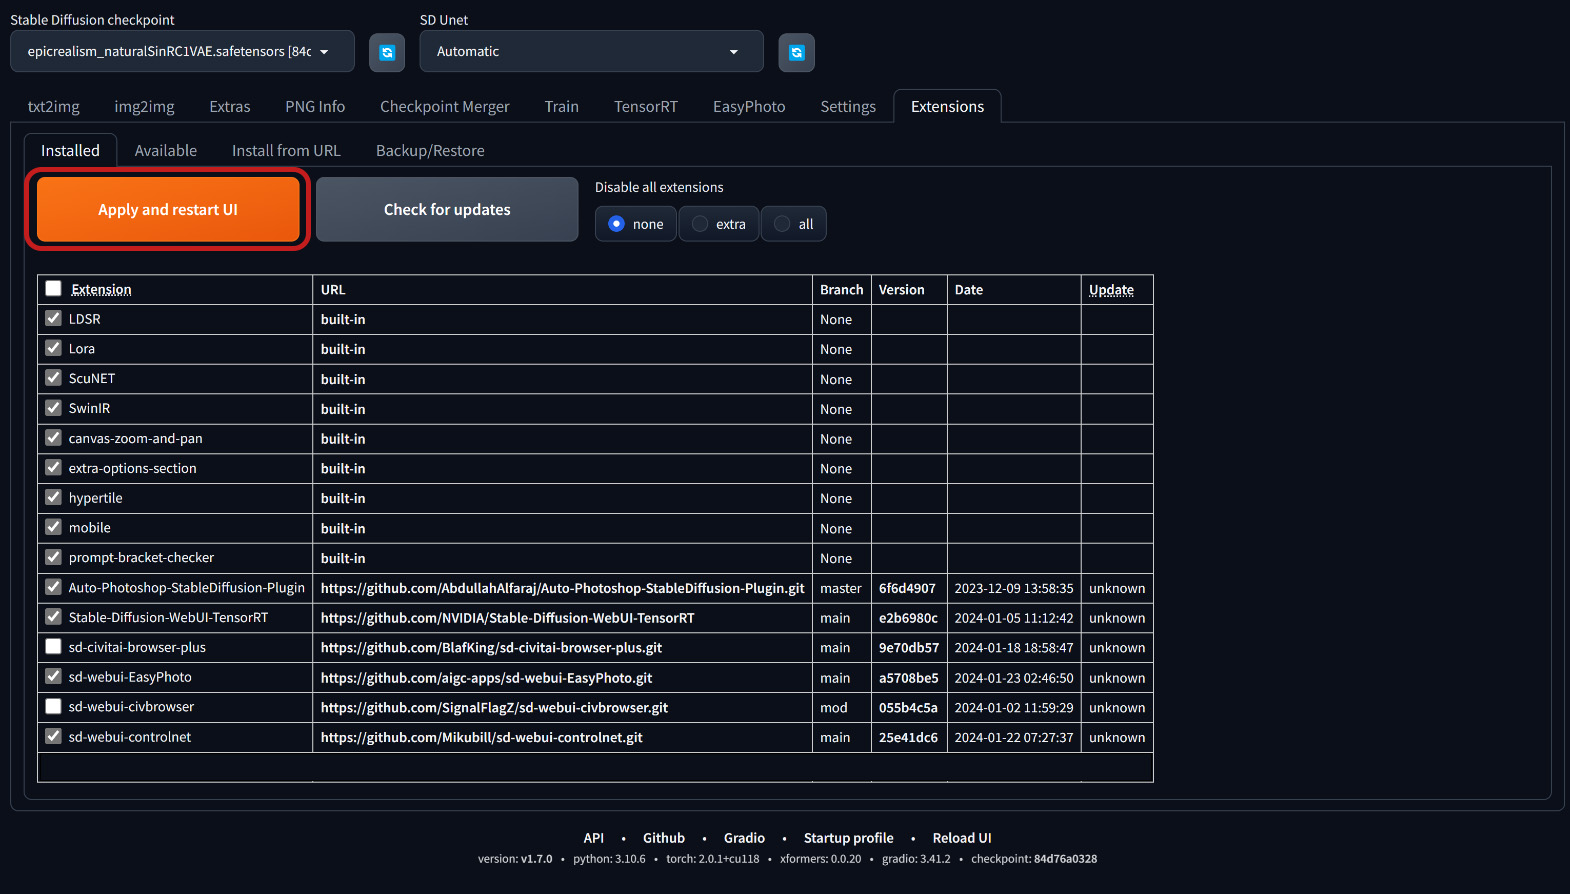 Stable Diffusion checkpoint
SD Unet
epicrealism_naturalSinRC1VAE.safetensors [84c
Automatic
txt2img img2img Extras PNG Info Checkpoint Merger Train TensorRT EasyPhoto Settings Extensions
Installed Available Install from URL Backup/Restore
Apply and restart UI
Check for updates
Disable all extensions
none extra all
Extension URL Branch Version Date Update
LDSR built-in None
Lora built-in None
ScuNET built-in None
SwinIR built-in None
canvas-zoom-and-pan built-in None
extra-options-section built-in None
hypertile built-in None
mobile built-in None
prompt-bracket-checker built-in None
Auto-Photoshop-StableDiffusion-Plugin https://github.com/AbdullahAlfaraj/Auto-Photoshop-StableDiffusion-Plugin.git master 6f6d4907 2023-12-09 13:58:35 unknown
Stable-Diffusion-WebUI-TensorRT https://github.com/NVIDIA/Stable-Diffusion-WebUI-TensorRT main e2b6980c 2024-01-05 11:12:42 unknown
sd-civitai-browser-plus https://github.com/BlafKing/sd-civitai-browser-plus.git main 9e70db57 2024-01-18 18:58:47 unknown
sd-webui-EasyPhoto https://github.com/aigc-apps/sd-webui-EasyPhoto.git main a5708be5 2024-01-23 02:46:50 unknown
sd-webui-civbrowser https://github.com/SignalFlagZ/sd-webui-civbrowser.git mod 055b4c5a 2024-01-02 11:59:29 unknown
sd-webui-controlnet https://github.com/Mikubill/sd-webui-controlnet.git main 25e41dc6 2024-01-22 07:27:37 unknown
API • Github • Gradio • Startup profile • Reload UI
version: v1.7.0 • python: 3.10.6 • torch: 2.0.1+cu118 • xformers: 0.0.20 • gradio: 3.41.2 • checkpoint: 84d76a0328